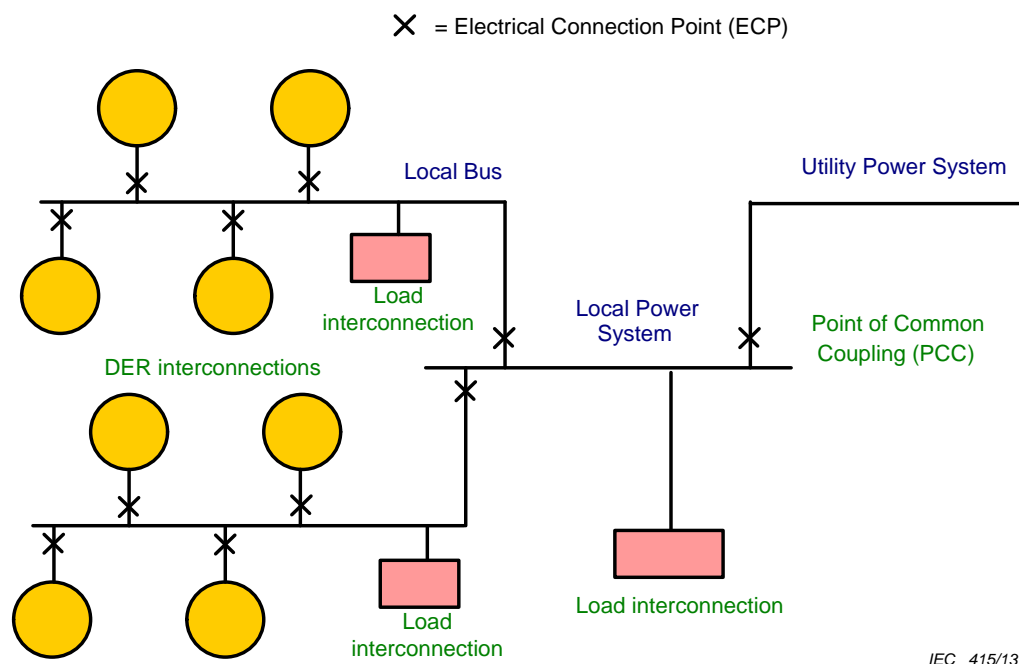 = Electrical Connection Point (ECP)
Local Bus
Utility Power System
Load
interconnection
Local Power
System
Point of Common
Coupling (PCC)
DER interconnections
Load
interconnection
Load interconnection
IEC 415/13